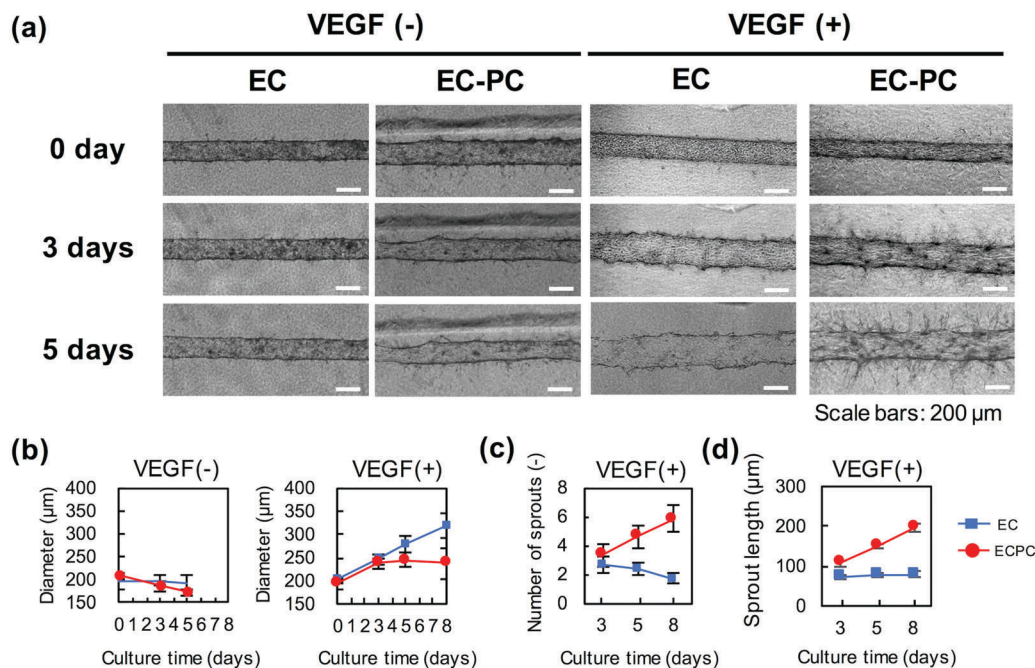 (a)
VEGF (-) VEGF (+)
EC EC-PC EC EC-PC
0 day
3 days
5 days
Scale bars: 200 µm
(b) (c) (d)
VEGF(-) VEGF(+) VEGF(+) VEGF(+)
Diameter (µm)
400
350
300
250
200
150
0 1 2 3 4 5 6 7 8
Culture time (days)
Diameter (µm)
400
350
300
250
200
150
0 1 2 3 4 5 6 7 8
Culture time (days)
Number of sprouts (-)
8
6
4
2
0
3 5 8
Culture time (days)
Sprout length (µm)
300
200
100
0
3 5 8
Culture time (days)
EC
ECPC